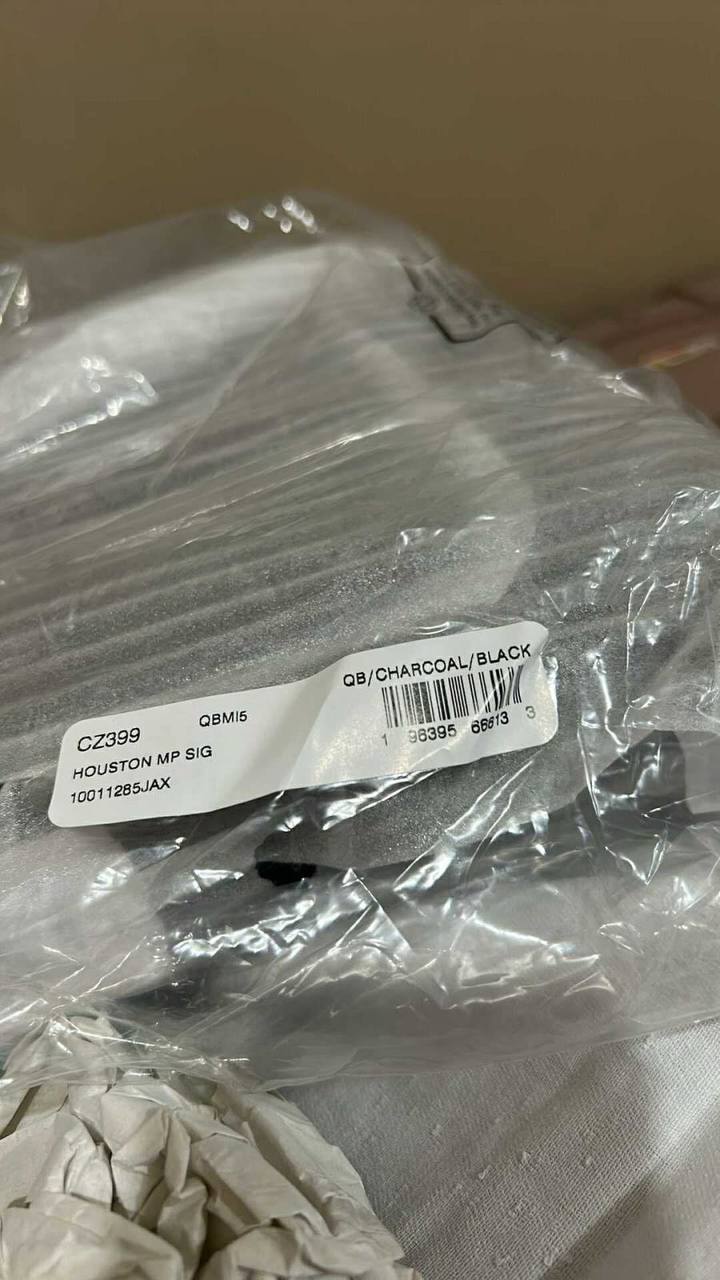 CZ399 QBMI5 QB/CHARCOAL/BLACK
HOUSTON MP SIG
10011285JAX
1 96395 66613 3